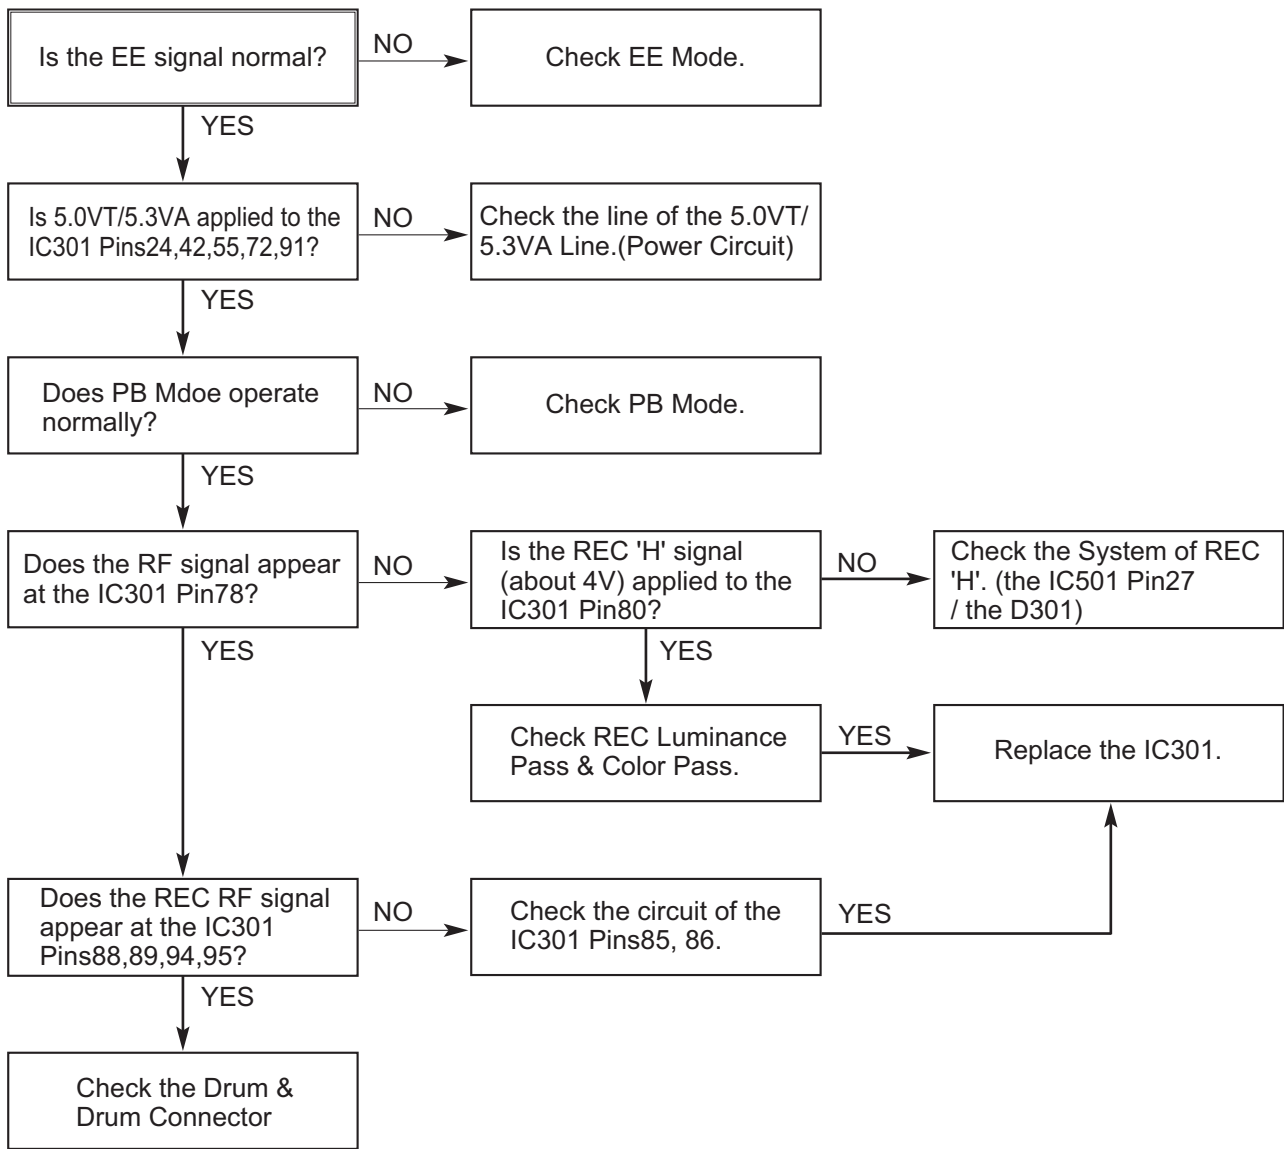 Is the EE signal normal?
NO
Check EE Mode.
YES
Is 5.0VT/5.3VA applied to the
IC301 Pins24,42,55,72,91?
NO
Check the line of the 5.0VT/
5.3VA Line.(Power Circuit)
YES
Does PB Mdoe operate
normally?
NO
Check PB Mode.
YES
Does the RF signal appear
at the IC301 Pin78?
NO
Is the REC 'H' signal
(about 4V) applied to the
IC301 Pin80?
NO
Check the System of REC
'H'. (the IC501 Pin27
/ the D301)
YES
YES
Check REC Luminance
Pass & Color Pass.
YES
Replace the IC301.
Does the REC RF signal
appear at the IC301
Pins88,89,94,95?
NO
Check the circuit of the
IC301 Pins85, 86.
YES
YES
Check the Drum &
Drum Connector